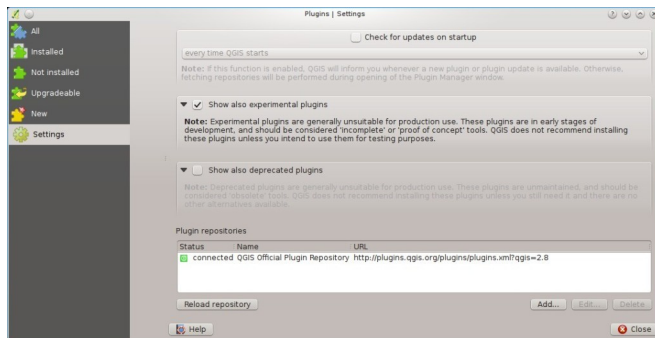 Plugins | Settings
All
Installed
Not installed
Upgradeable
New
Settings
Check for updates on startup
every time QGIS starts
Note: If this function is enabled, QGIS will inform you whenever a new plugin or plugin update is available. Otherwise,
fetching repositories will be performed during opening of the Plugin Manager window.
Show also experimental plugins
Note: Experimental plugins are generally unsuitable for production use. These plugins are in early stages of
development, and should be considered 'incomplete' or 'proof of concept' tools. QGIS does not recommend installing
these plugins unless you intend to use them for testing purposes.
Show also deprecated plugins
Note: Deprecated plugins are generally unsuitable for production use. These plugins are unmaintained, and should be
considered 'obsolete' tools. QGIS does not recommend installing these plugins unless you still need it and there are no
other alternatives available.
Plugin repositories
Status Name URL
connected QGIS Official Plugin Repository http://plugins.qgis.org/plugins/plugins.xml?qgis=2.8
Reload repository Add... Edit... Delete
Help Close